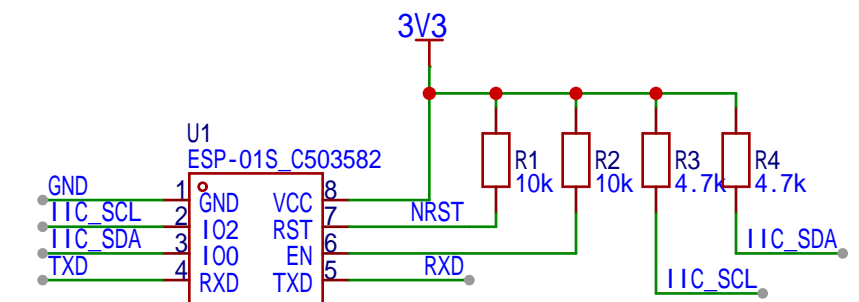 3V3
U1
ESP-01S_C503582
R1
10k
R2
10k
R3
4.7k
R4
4.7k
GND
1
GND
VCC
8
IIC_SCL
2
IO2
RST
7
NRST
IIC_SDA
3
IO0
EN
6
IIC_SDA
TXD
4
RXD
TXD
5
RXD
IIC_SCL